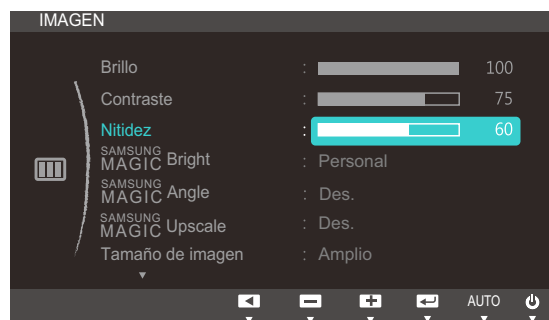 IMAGEN
Brillo : 100
Contraste : 75
Nitidez : 60
SAMSUNG MAGIC Bright : Personal
SAMSUNG MAGIC Angle : Des.
SAMSUNG MAGIC Upscale : Des.
Tamaño de imagen : Amplio
AUTO